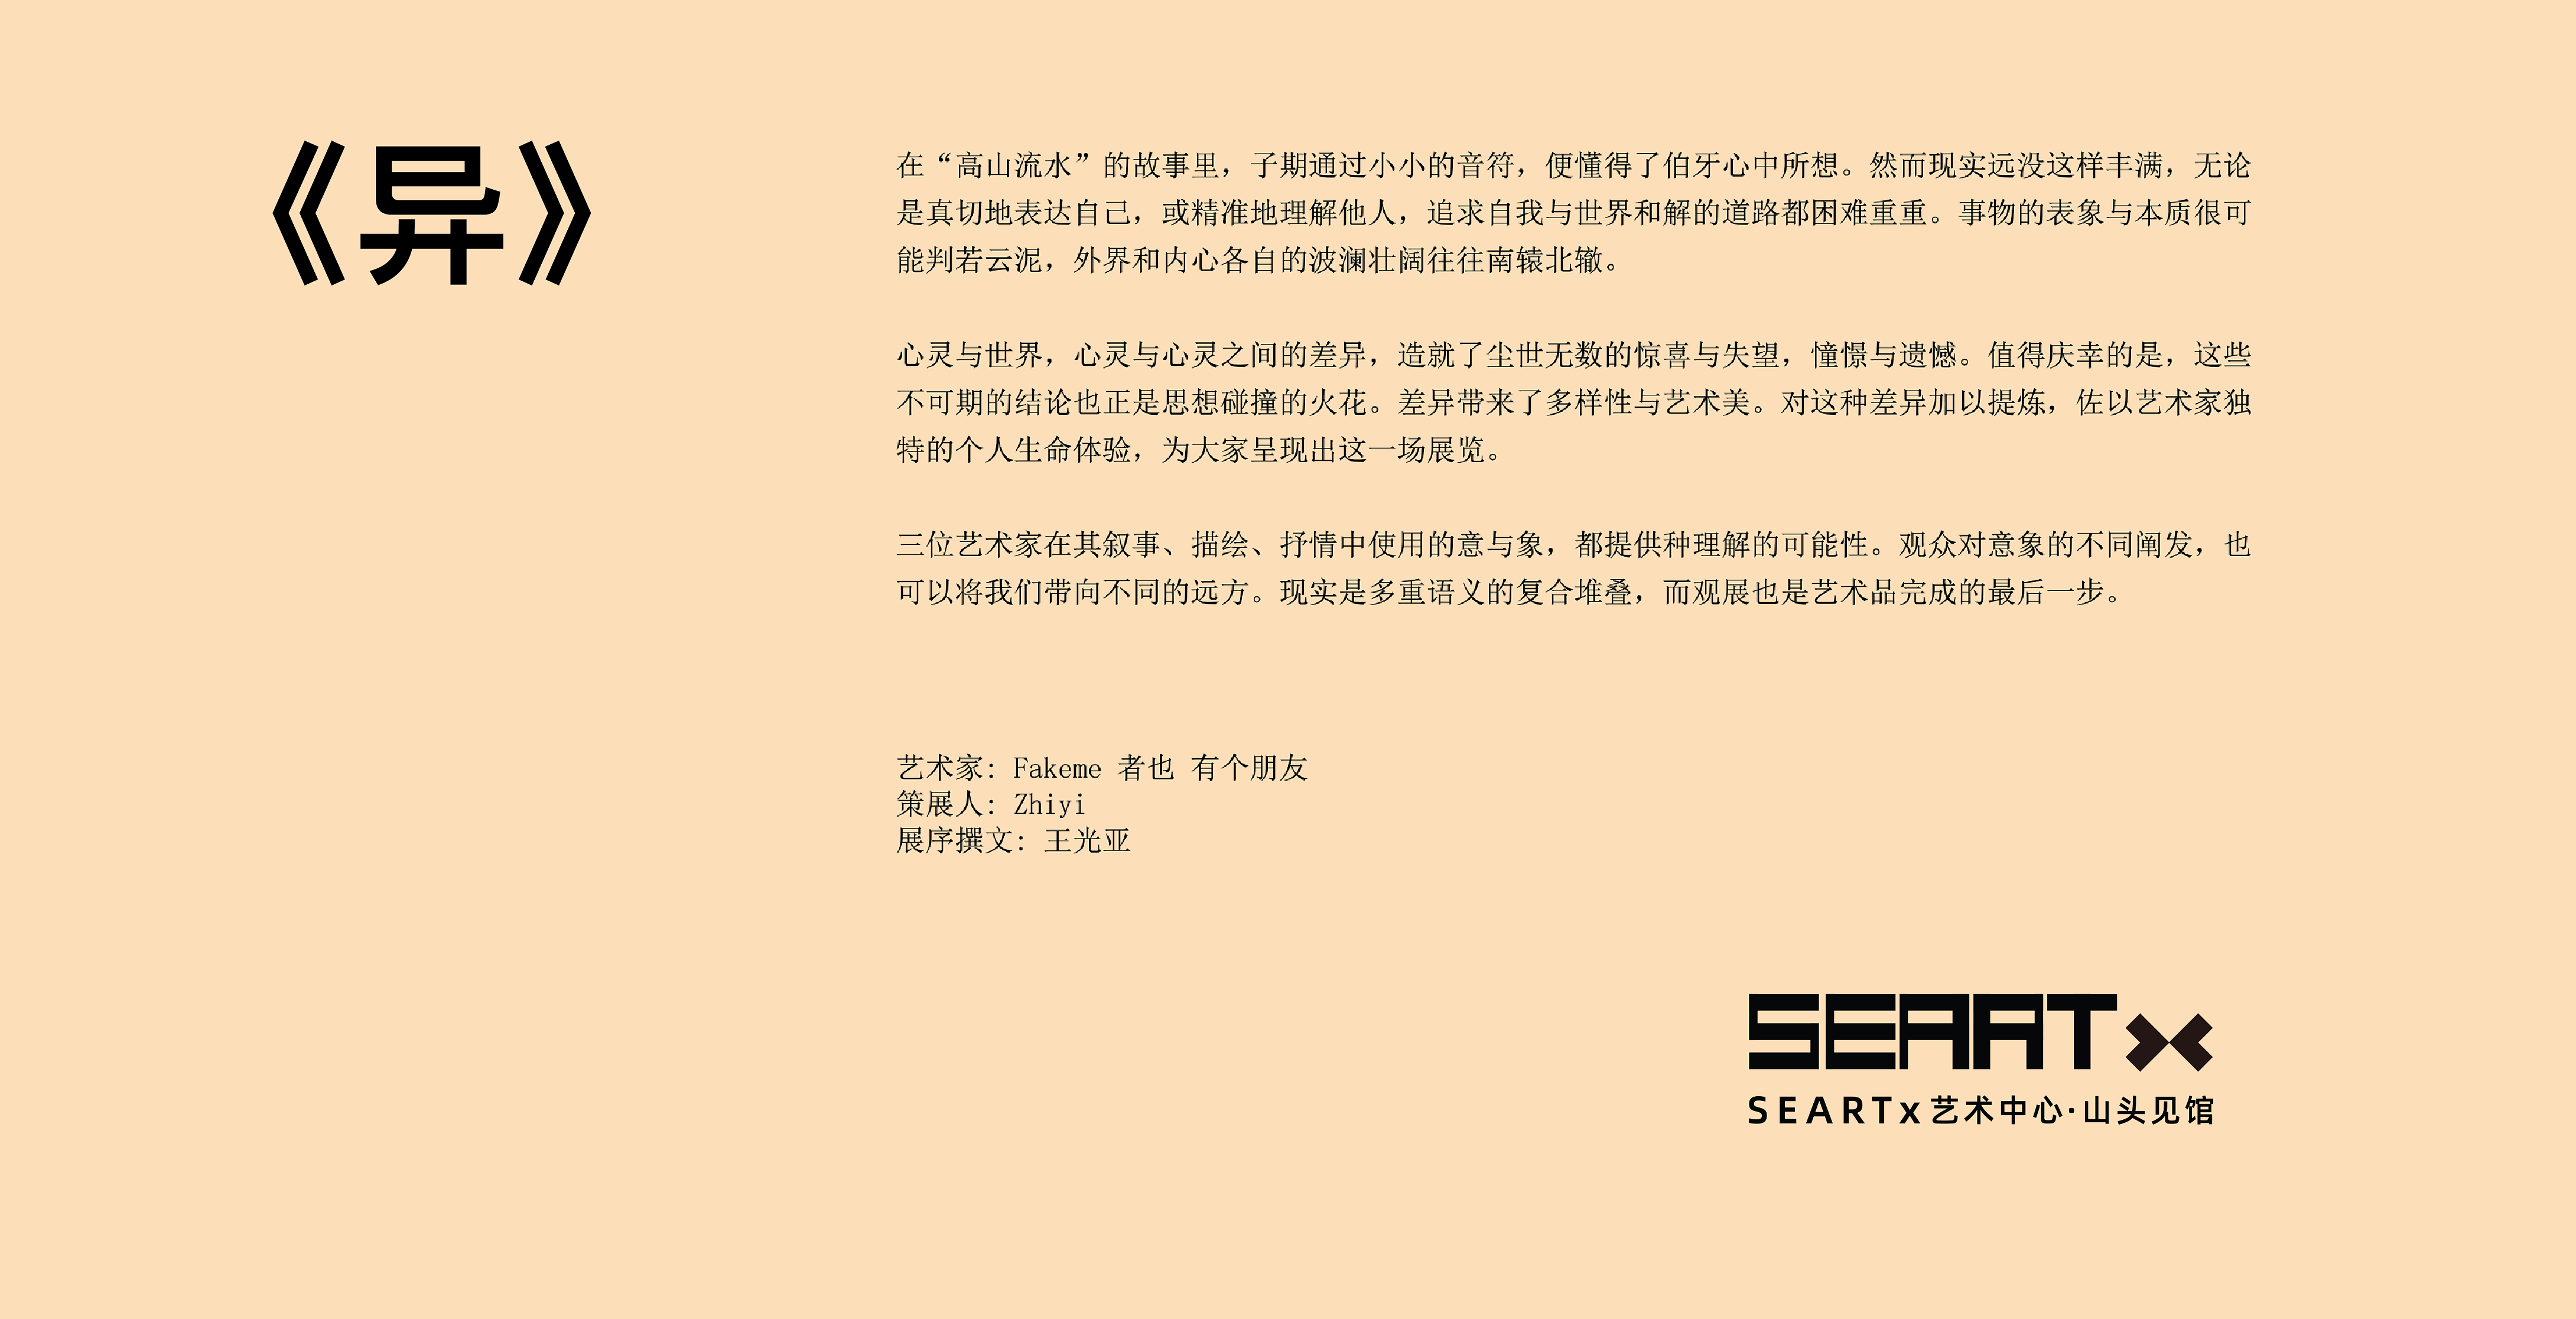 《异》
在“高山流水”的故事里，子期通过小小的音符，便懂得了伯牙心中所想。然而现实远没这样丰满，无论
是真切地表达自己，或精准地理解他人，追求自我与世界和解的道路都困难重重。事物的表象与本质很可
能判若云泥，外界和内心各自的波澜壮阔往往南辕北辙。
心灵与世界，心灵与心灵之间的差异，造就了尘世无数的惊喜与失望，憧憬与遗憾。值得庆幸的是，这些
不可期的结论也正是思想碰撞的火花。差异带来了多样性与艺术美。对这种差异加以提炼，佐以艺术家独
特的个人生命体验，为大家呈现出这一场展览。
三位艺术家在其叙事、描绘、抒情中使用的意与象，都提供种理解的可能性。观众对意象的不同阐发，也
可以将我们带向不同的远方。现实是多重语义的复合堆叠，而观展也是艺术品完成的最后一步。
艺术家：Fakeme 者也 有个朋友
策展人：Zhiyi
展序撰文：王光亚
SEARTx
SEARTx艺术中心·山头见馆